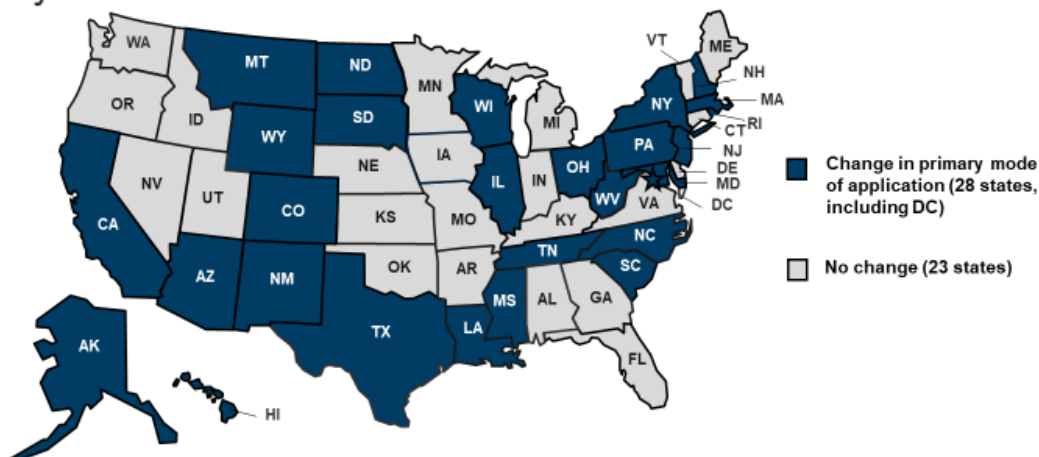 WA
MT
ND
MN
VT
ME
OR
ID
WY
SD
WI
MI
NY
NH
MA
RI
CT
NJ
PA
DE
MD
DC
NV
UT
CO
NE
IA
IL
IN
OH
WV
VA
CA
KS
MO
KY
AZ
NM
OK
AR
TN
NC
SC
TX
LA
MS
AL
GA
FL
AK
HI
Change in primary mode
of application (28 states,
including DC)
No change (23 states)